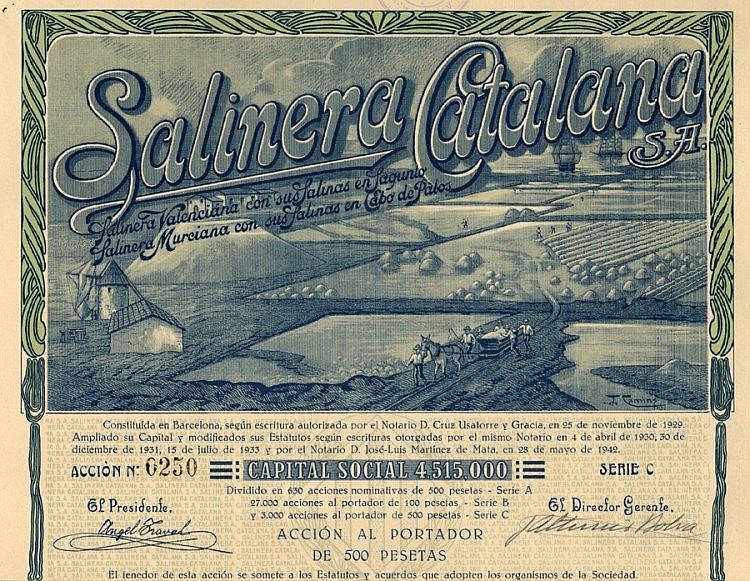 Salinera Catalana
S.A.
Salinera Valenciana con sus Salinas en Sagunto
Salinera Murciana con sus Salinas en Cabo de Palos
Constituída en Barcelona, según escritura autorizada por el Notario D. Cruz Usatorre y Gracia, en 25 de noviembre de 1929.
Ampliado su Capital y modificados sus Estatutos según escrituras otorgadas por el mismo Notario en 4 de abril de 1930, 30 de
diciembre de 1931, 15 de julio de 1933 y por el Notario D. José-Luis Martínez de Mata, en 28 de mayo de 1942.
ACCIÓN N.º 0250 CAPITAL SOCIAL 4.515,000 SERIE C
Dividido en 630 acciones nominativas de 500 pesetas - Serie A
27.000 acciones al portador de 100 pesetas - Serie B
y 3.000 acciones al portador de 500 pesetas - Serie C
El Presidente, El Director Gerente,
Angel Traval
ACCIÓN AL PORTADOR
DE 500 PESETAS
El tenedor de esta acción se somete a los Estatutos y acuerdos que adopten los organismos de la Sociedad.